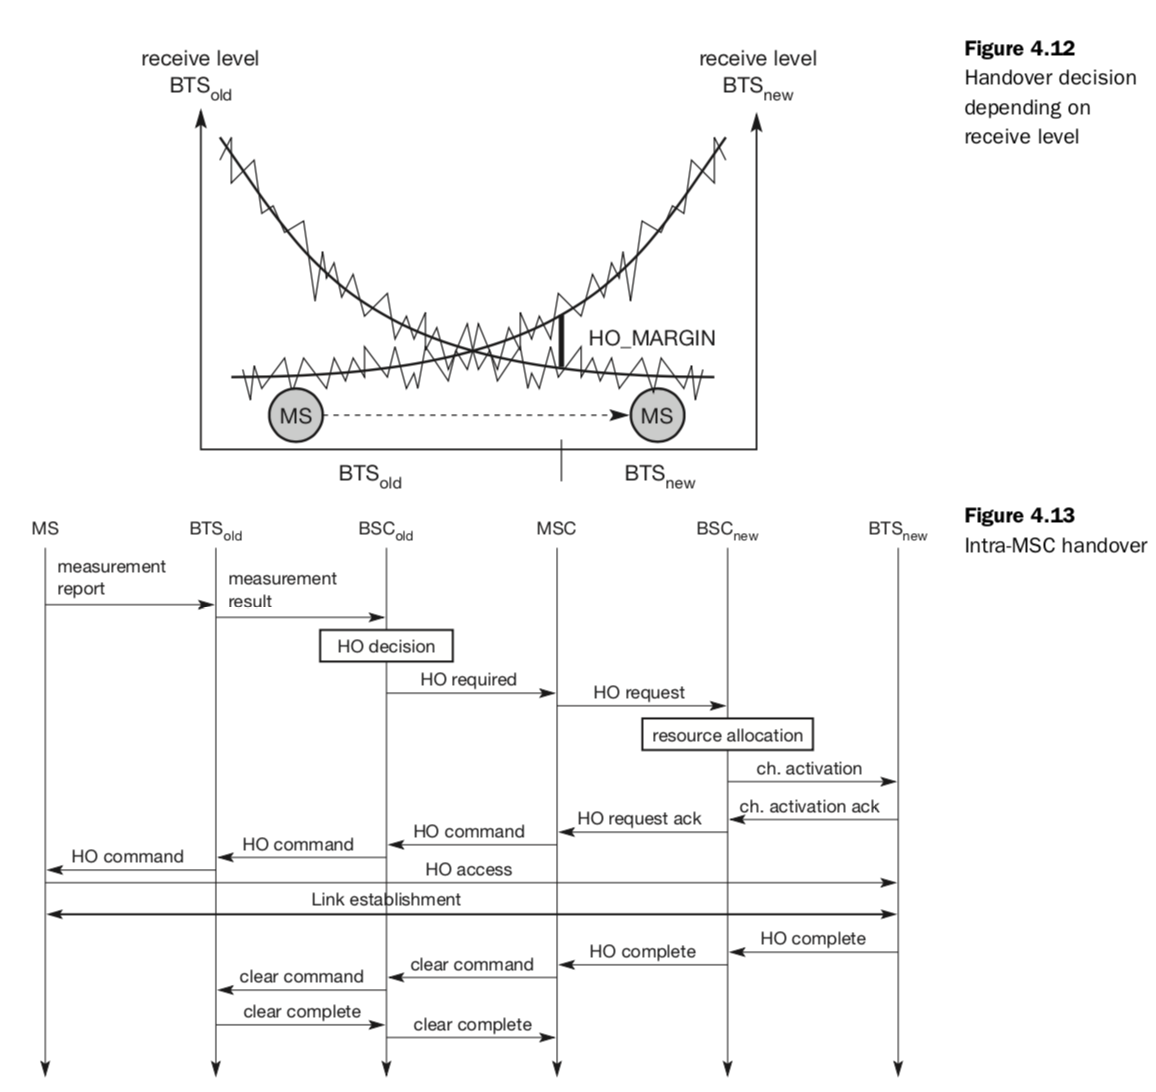 receive level
BTSold
receive level
BTSnew
Figure 4.12
Handover decision
depending on
receive level
HO_MARGIN
MS
MS
BTSold
BTSnew
Figure 4.13
Intra-MSC handover
MS
BTSold
BSCold
MSC
BSCnew
BTSnew
measurement
report
measurement
result
HO decision
HO required
HO request
resource allocation
ch. activation
ch. activation ack
HO request ack
HO command
HO command
HO command
HO access
Link establishment
HO complete
HO complete
clear command
clear command
clear complete
clear complete